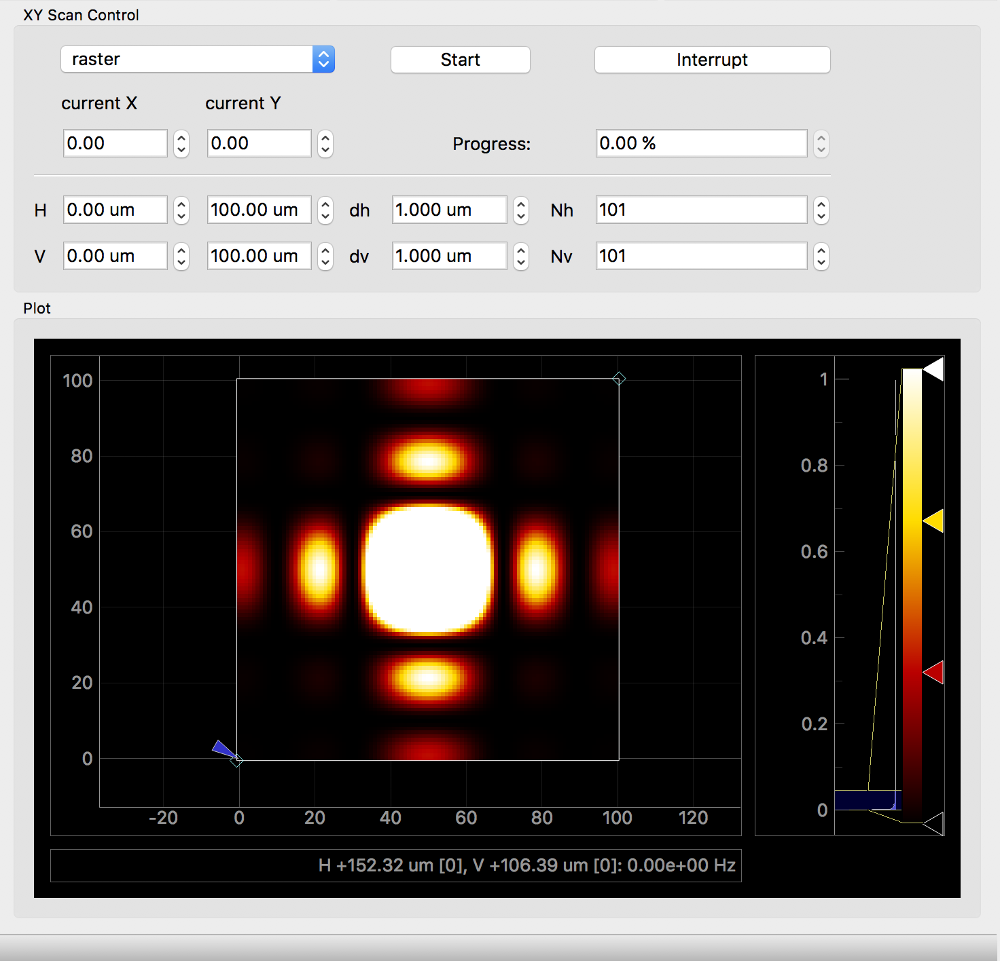 XY Scan Control
raster Start Interrupt
current X current Y
0.00 0.00 Progress: 0.00 %
H 0.00 um 100.00 um dh 1.000 um Nh 101
V 0.00 um 100.00 um dv 1.000 um Nv 101
Plot
100
80
60
40
20
0
-20 0 20 40 60 80 100 120
1
0.8
0.6
0.4
0.2
0
H +152.32 um [0], V +106.39 um [0]: 0.00e+00 Hz